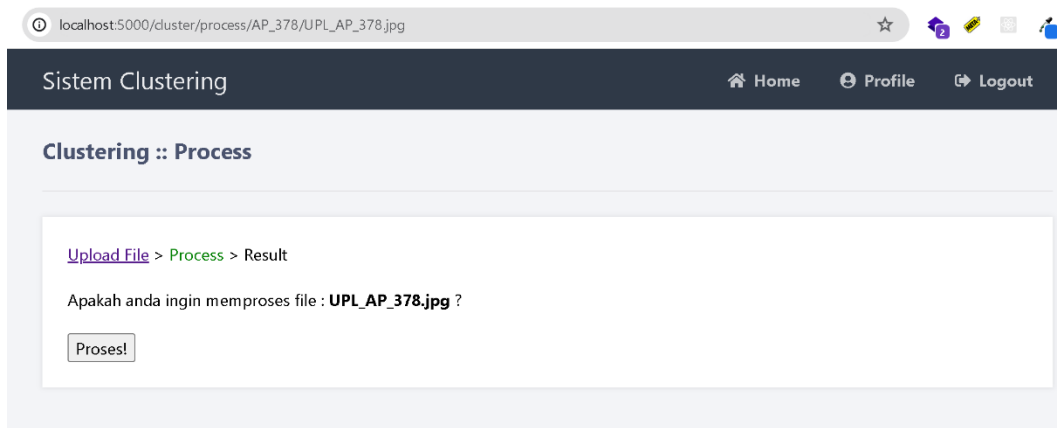 localhost:5000/cluster/process/AP_378/UPL_AP_378.jpg
2
Sistem Clustering
Home
Profile
Logout
Clustering :: Process
Upload File > Process > Result
Apakah anda ingin memproses file : UPL_AP_378.jpg ?
Proses!